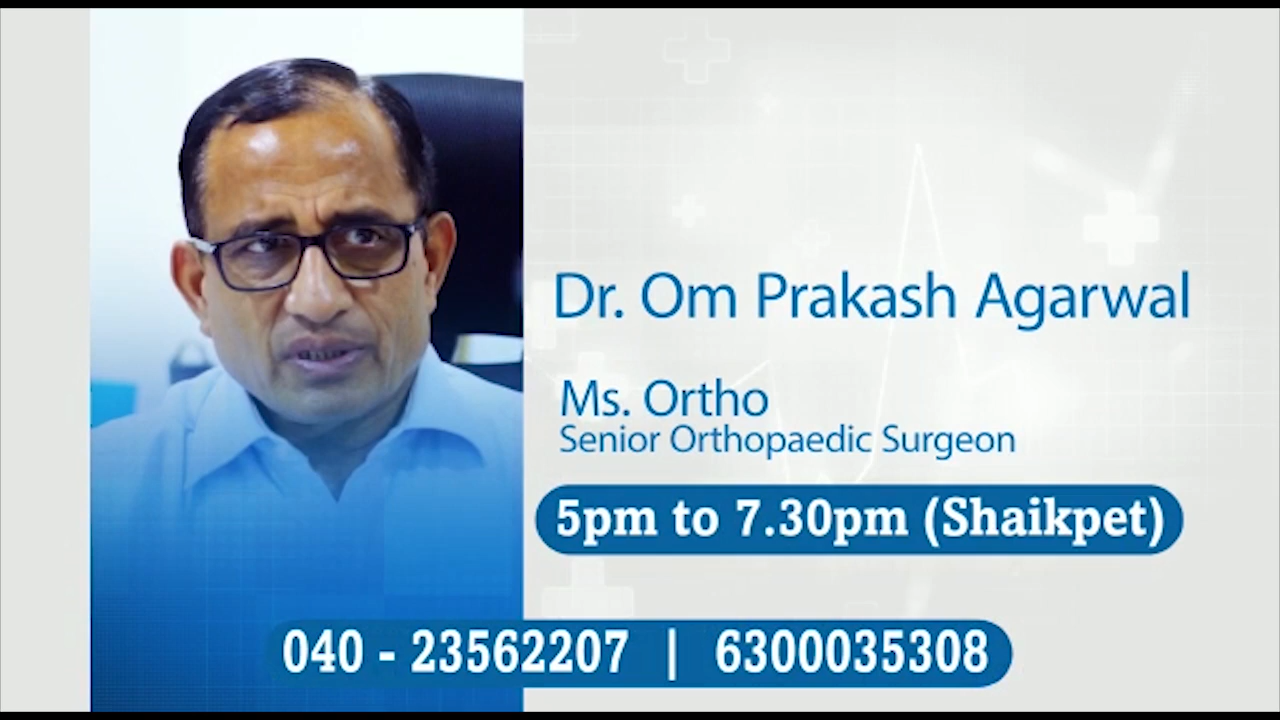 Dr. Om Prakash Agarwal
Ms. Ortho
Senior Orthopaedic Surgeon
5pm to 7.30pm (Shaikpet)
040 - 23562207 | 6300035308